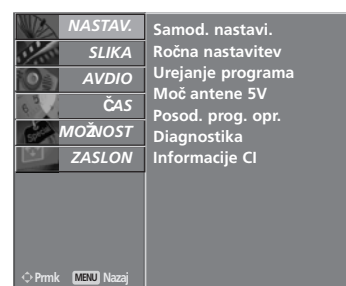 NASTAV.
SLIKA
AVDIO
ČAS
MOŽNOST
ZASLON
Samod. nastavi.
Ročna nastavitev
Urejanje programa
Moč antene 5V
Posod. prog. opr.
Diagnostika
Informacije CI
Prmk MENU Nazaj